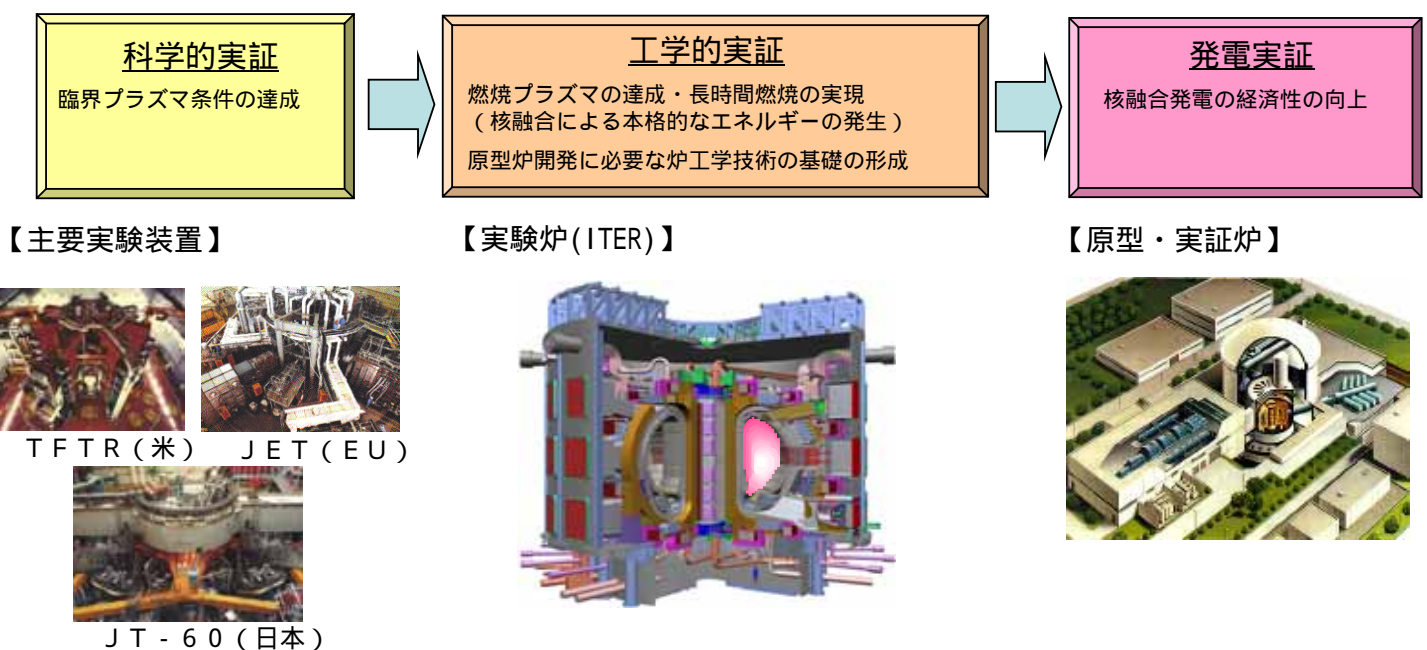 科学的実証
臨界プラズマ条件の達成
工学的実証
燃焼プラズマの達成・長時間燃焼の実現
(核融合による本格的なエネルギーの発生)
原型炉開発に必要な炉工学技術の基礎の形成
発電実証
核融合発電の経済性の向上
【主要実験装置】
【実験炉(ITER)】
【原型・実証炉】
TFTR(米)
JET(EU)
JT-60(日本)